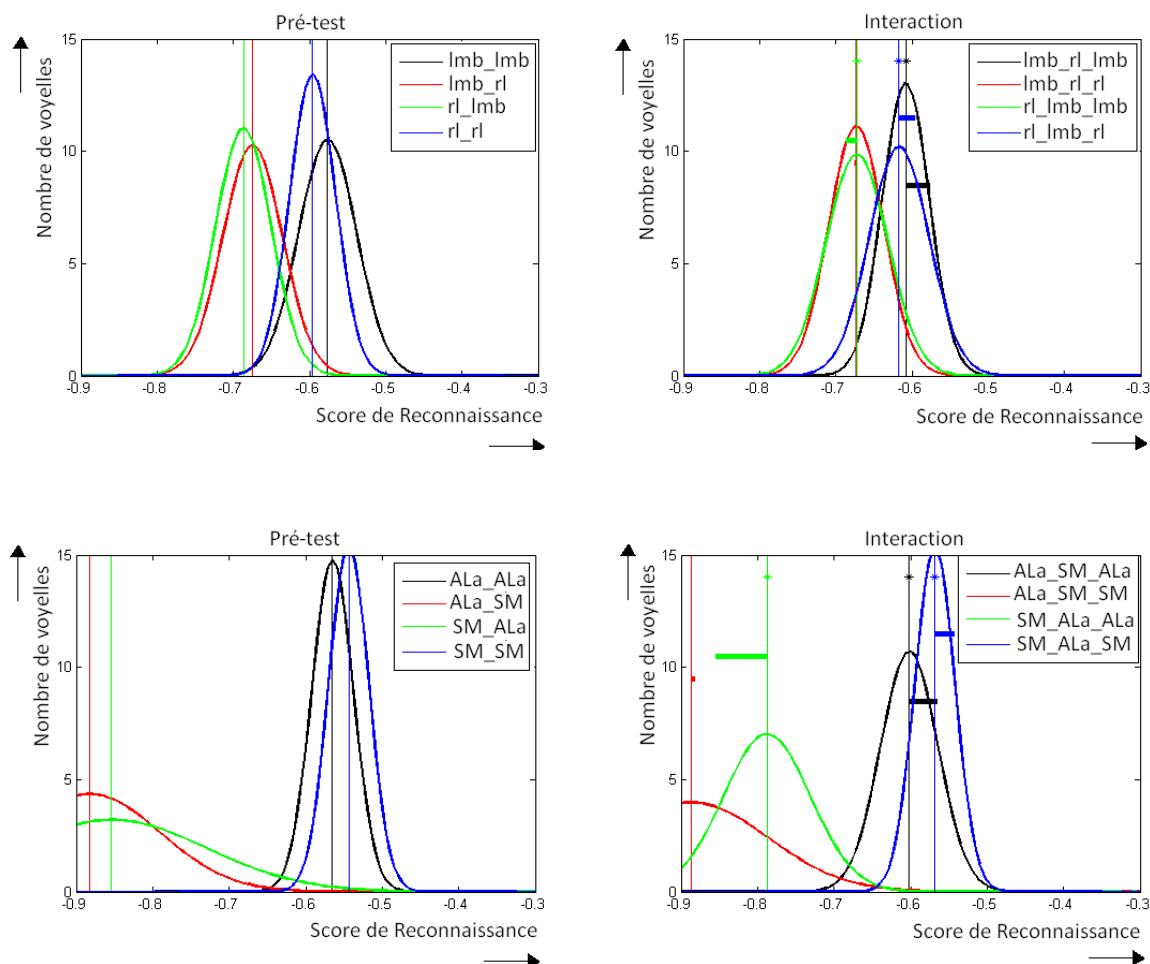 Pré-test
Nombre de voyelles
15
10
5
0
lmb_lmb
lmb_rl
rl_lmb
rl_rl
-0.9 -0.8 -0.7 -0.6 -0.5 -0.4 -0.3
Score de Reconnaissance
Interaction
Nombre de voyelles
15
10
5
0
lmb_rl_lmb
lmb_rl_rl
rl_lmb_lmb
rl_lmb_rl
-0.9 -0.8 -0.7 -0.6 -0.5 -0.4 -0.3
Score de Reconnaissance
Pré-test
Nombre de voyelles
15
10
5
0
ALa_ALa
ALa_SM
SM_ALa
SM_SM
-0.9 -0.8 -0.7 -0.6 -0.5 -0.4 -0.3
Score de Reconnaissance
Interaction
Nombre de voyelles
15
10
5
0
ALa_SM_ALa
ALa_SM_SM
SM_ALa_ALa
SM_ALa_SM
-0.9 -0.8 -0.7 -0.6 -0.5 -0.4 -0.3
Score de Reconnaissance